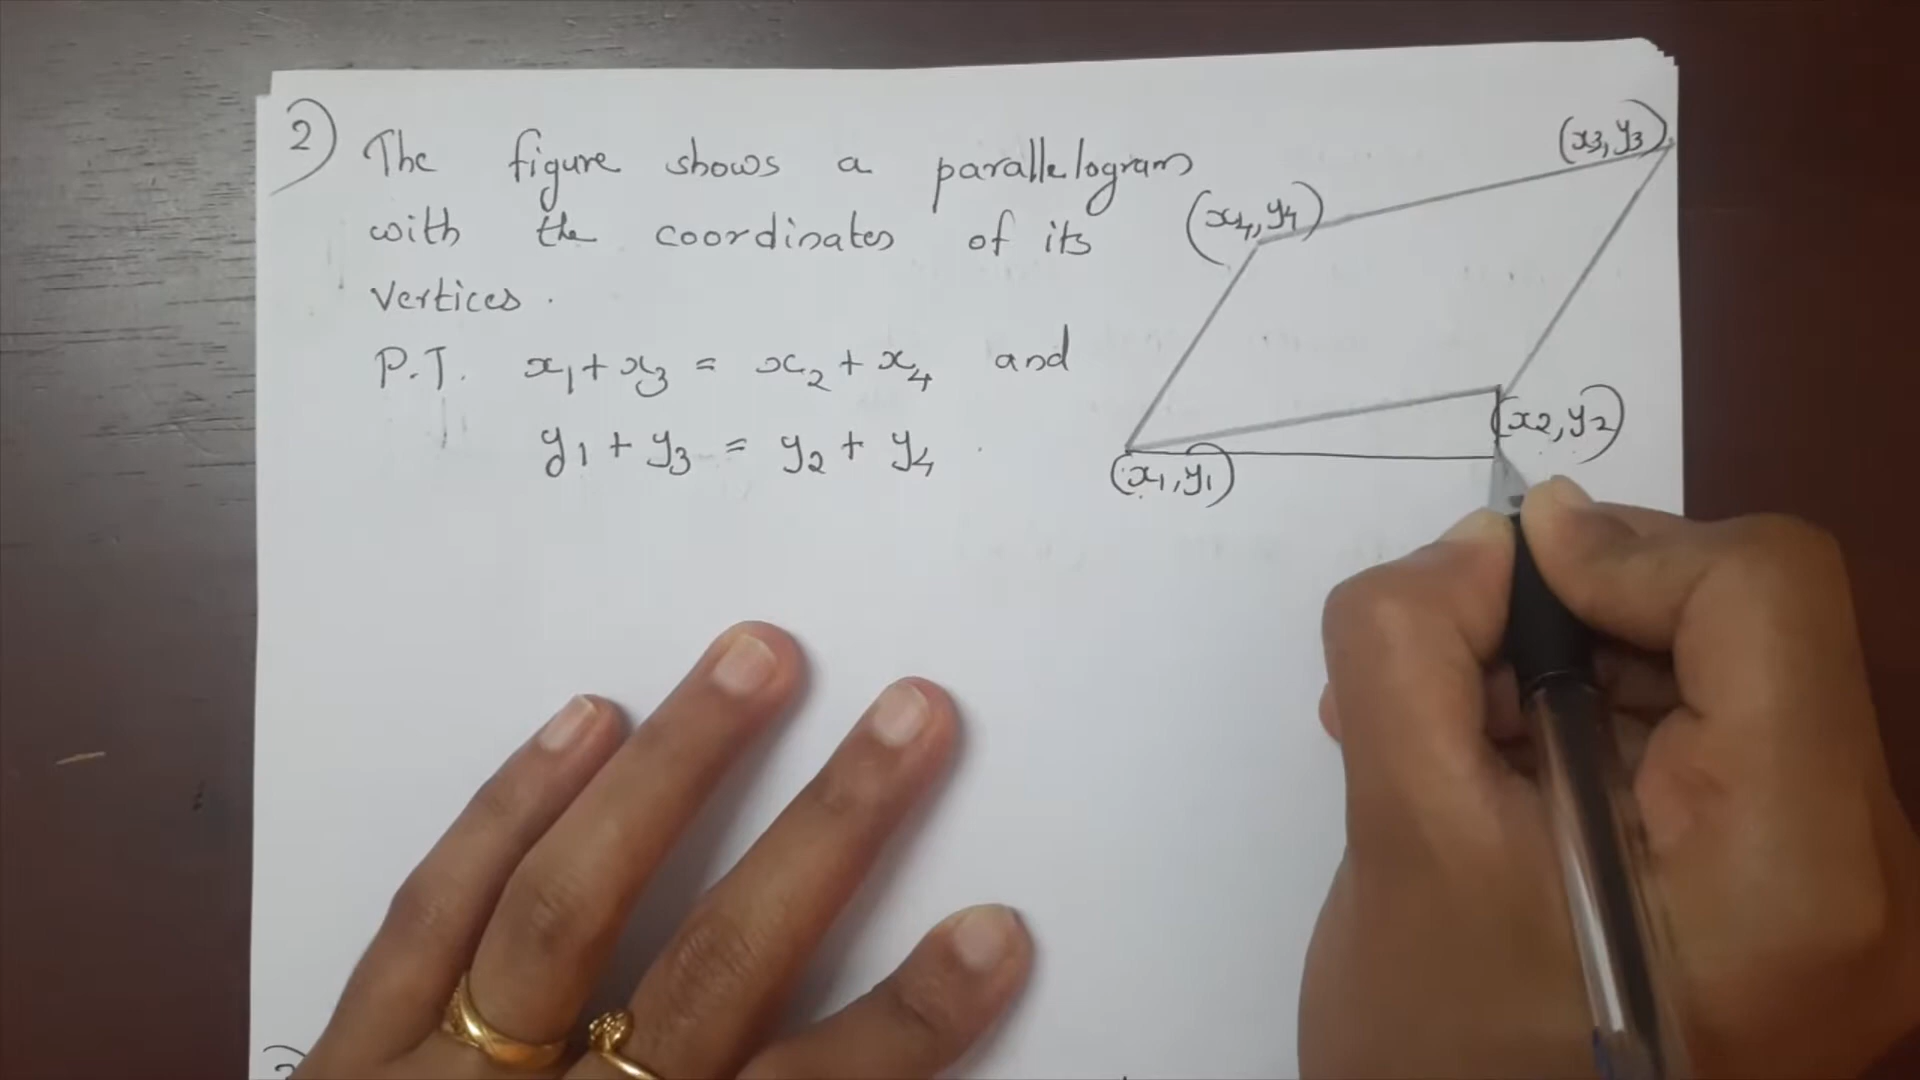 2) The figure shows a parallelogram
with the coordinates of its
vertices.
P.T. x₁ + x₃ = x₂ + x₄ and
y₁ + y₃ = y₂ + y₄.
(x₃, y₃)
(x₄, y₄)
(x₂, y₂)
(x₁, y₁)